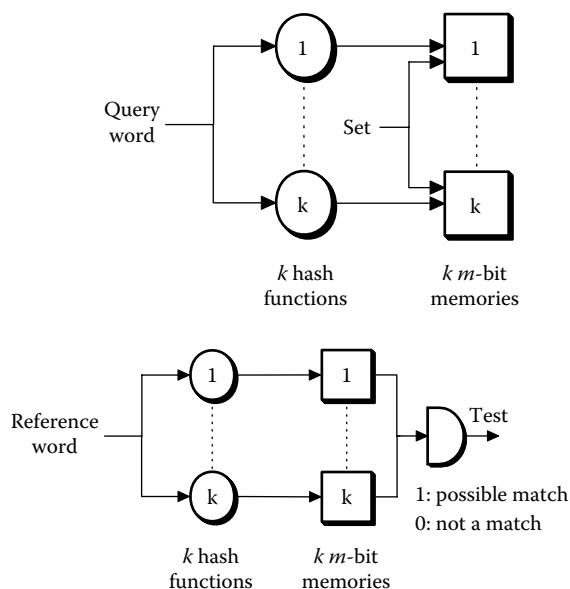 1
1
Query
word
Set
k
k
k hash
functions
k m-bit
memories
1
1
Reference
word
Test
k
k
1: possible match
0: not a match
k hash
functions
k m-bit
memories